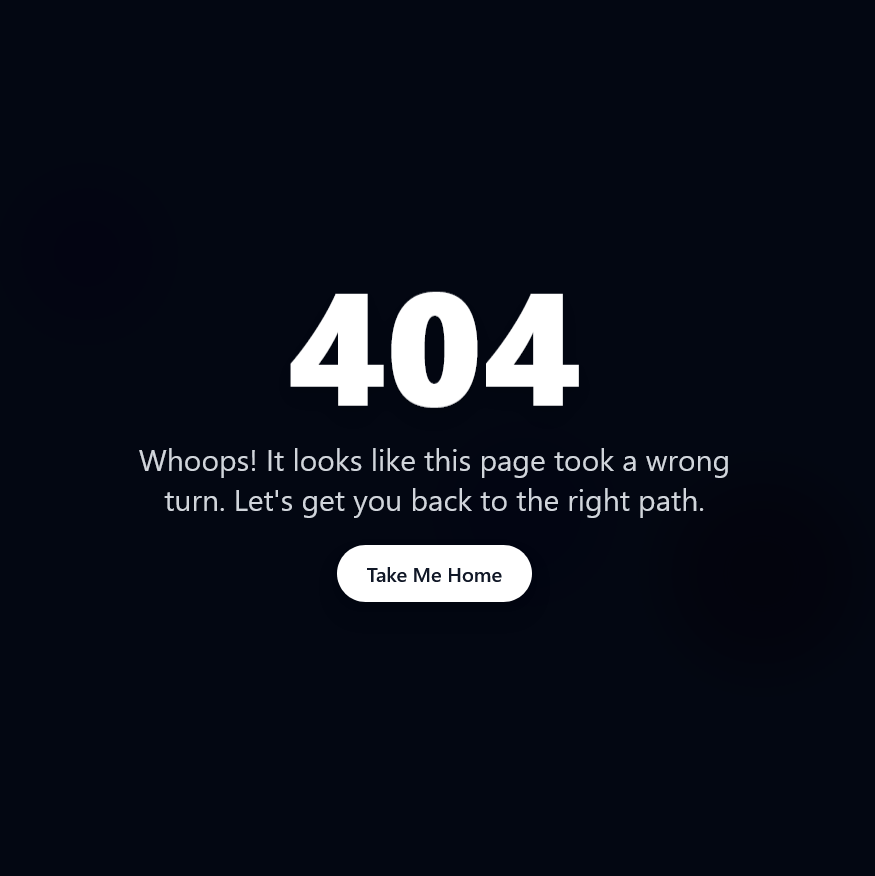 404
Whoops! It looks like this page took a wrong
turn. Let's get you back to the right path.
Take Me Home